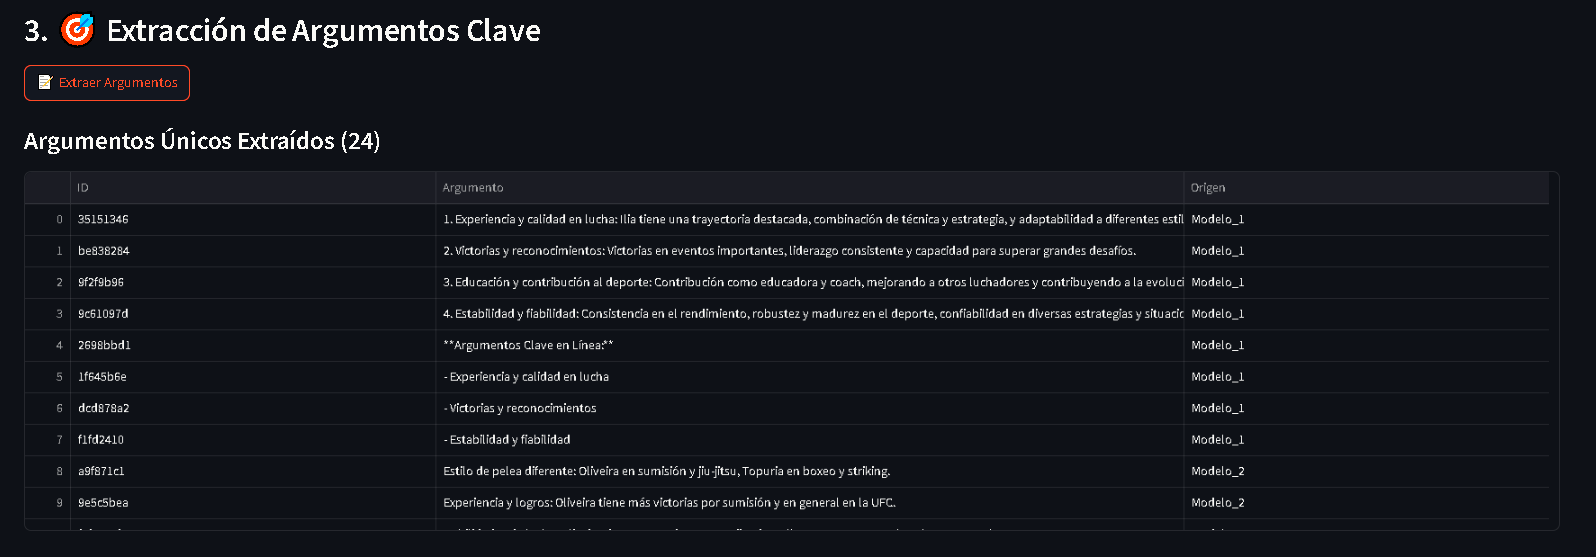 3. 🎯 Extracción de Argumentos Clave
📝 Extraer Argumentos
Argumentos Únicos Extraídos (24)
ID Argumento Origen
0 35151346 1. Experiencia y calidad en lucha: Ilia tiene una trayectoria destacada, combinación de técnica y estrategia, y adaptabilidad a diferentes estil Modelo_1
1 be838284 2. Victorias y reconocimientos: Victorias en eventos importantes, liderazgo consistente y capacidad para superar grandes desafíos. Modelo_1
2 9f2f9b96 3. Educación y contribución al deporte: Contribución como educadora y coach, mejorando a otros luchadores y contribuyendo a la evoluci Modelo_1
3 9c61097d 4. Estabilidad y fiabilidad: Consistencia en el rendimiento, robustez y madurez en el deporte, confiabilidad en diversas estrategias y situacio Modelo_1
4 2698bbd1 **Argumentos Clave en Línea:** Modelo_1
5 1f645b6e - Experiencia y calidad en lucha Modelo_1
6 dcd878a2 - Victorias y reconocimientos Modelo_1
7 f1fd2410 - Estabilidad y fiabilidad Modelo_1
8 a9f871c1 Estilo de pelea diferente: Oliveira en sumisión y jiu-jitsu, Topuria en boxeo y striking. Modelo_2
9 9e5c5bea Experiencia y logros: Oliveira tiene más victorias por sumisión y en general en la UFC. Modelo_2